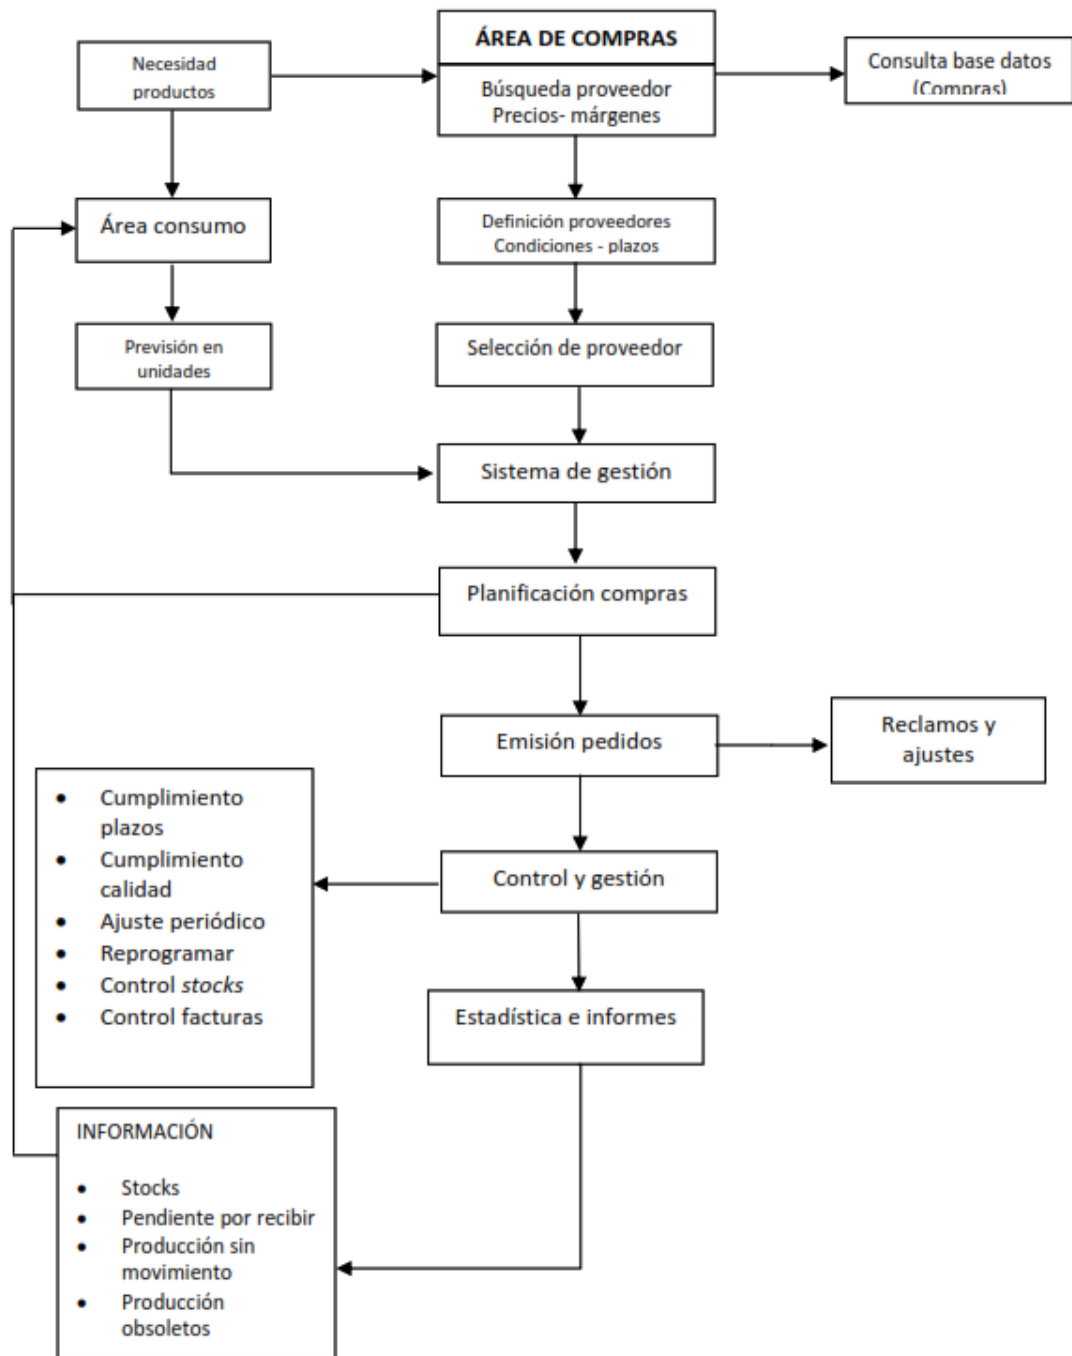 ÁREA DE COMPRAS
Necesidad
productos
Búsqueda proveedor
Precios- márgenes
Consulta base datos
(Compras)
Área consumo
Definición proveedores
Condiciones - plazos
Previsión en
unidades
Selección de proveedor
Sistema de gestión
Planificación compras
Emisión pedidos
Reclamos y
ajustes
• Cumplimiento
plazos
• Cumplimiento
calidad
• Ajuste periódico
• Reprogramar
• Control stocks
• Control facturas
Control y gestión
Estadística e informes
INFORMACIÓN
• Stocks
• Pendiente por recibir
• Producción sin
movimiento
• Producción
obsoletos